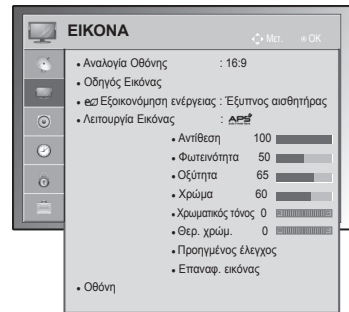 ΕΙΚΟΝΑ
Μετ. OK
• Αναλογία Οθόνης : 16:9
• Οδηγός Εικόνας
• Εξοικονόμηση ενέργειας : Έξυπνος αισθητήρας
• Λειτουργία Εικόνας : APS
• Αντίθεση 100
• Φωτεινότητα 50
• Οξύτητα 65
• Χρώμα 60
• Χρωματικός τόνος 0
• Θερ. χρώμ. 0
• Προηγμένος έλεγχος
• Επαναφ. εικόνας
• Οθόνη